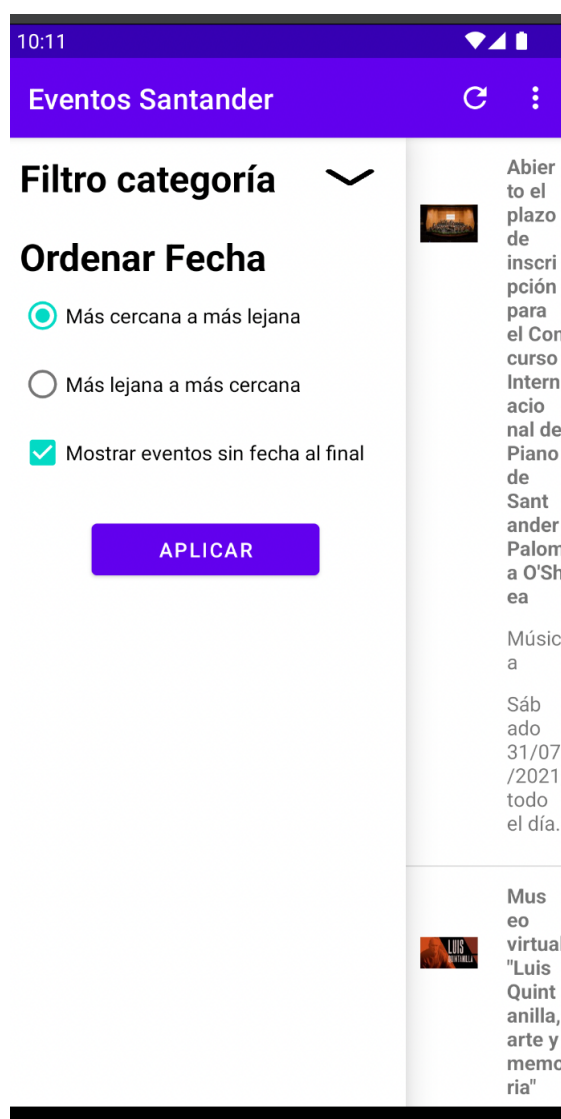 10:11
Eventos Santander
Filtro categoría
Ordenar Fecha
Más cercana a más lejana
Más lejana a más cercana
Mostrar eventos sin fecha al final
APLICAR
Abier
to el
plazo
de
inscri
pción
para
el Con
curso
Intern
acio
nal de
Piano
de
Sant
ander
Palom
a O'Sh
ea
Músic
a
Sáb
ado
31/07
/2021
todo
el día.
LUIS
QUINTANILLA
Mus
eo
virtual
"Luis
Quint
anilla,
arte y
memo
ria"